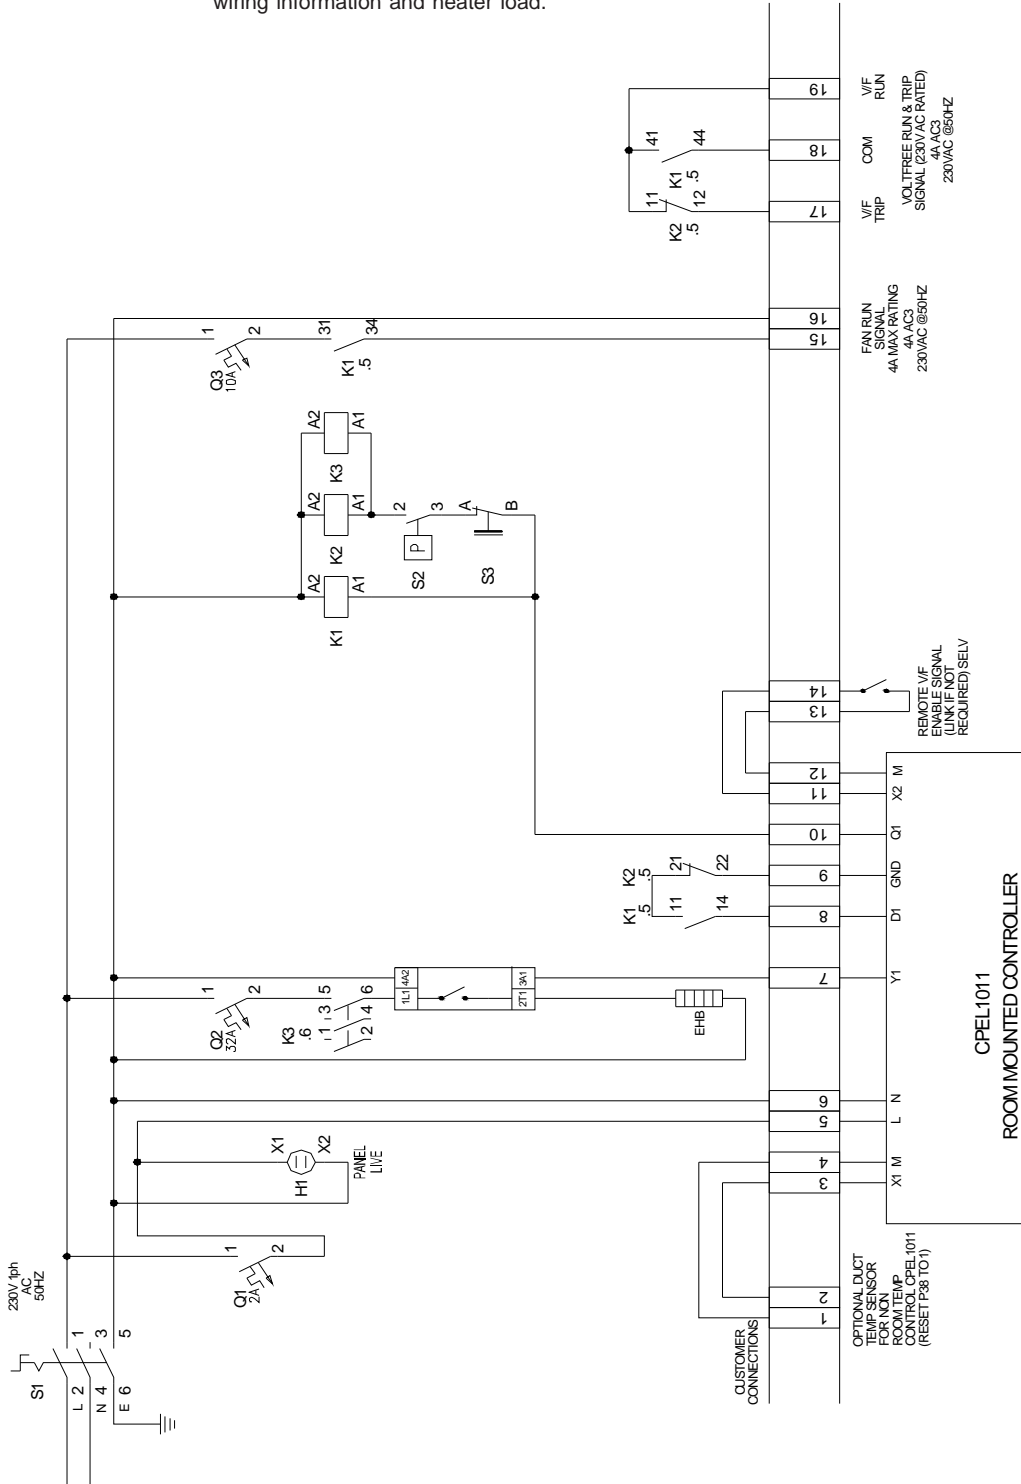 wiring information and heater load.
230V 1ph
AC
50HZ
S1
L 2 1
N 4 3
E 6 5
Q1
2A
1
2
H1
X1
X2
PANEL
LIVE
Q2
32A
1
2
K3
.6
1 3 5
2 4 6
1L1 4A2
2T1 3A1
EHB
K1
.5
11
14
K2
.5
21
22
K1
A2
A1
K2
A2
A1
K3
A2
A1
S2
P
2
3
S3
A
B
Q3
10A
1
2
K1
.5
31
34
K2
.5
11
12
K1
.5
41
44
CUSTOMER
CONNECTIONS
1 2 3 4 5 6 7 8 9 10 11 12 13 14 15 16 17 18 19
OPTIONAL DUCT
TEMP SENSOR
FOR NON
ROOM TEMP
CONTROL CPEL1011
(RESET P38 TO 1)
X1 M L N Y1 D1 GND Q1 X2 M
CPEL1011
ROOM MOUNTED CONTROLLER
REMOTE V/F
ENABLE SIGNAL
(LINK IF NOT
REQUIRED) SELV
FAN RUN
SIGNAL
4A MAX RATING
4A AC3
230VAC @50HZ
V/F
TRIP
COM
V/F
RUN
VOLTFREE RUN & TRIP
SIGNAL (230V AC RATED)
4A AC3
230VAC @50HZ